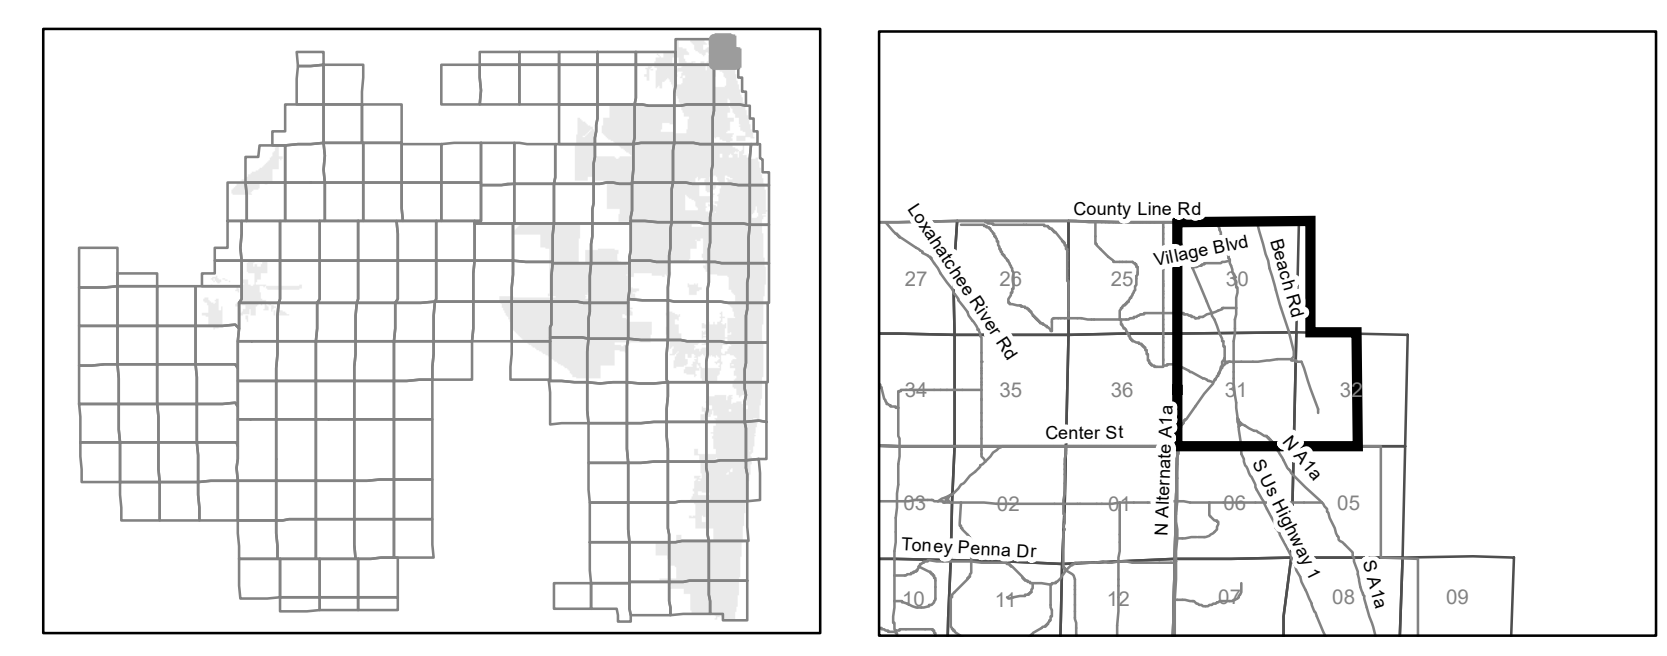 County Line Rd
Loxahatchee River Rd
Village Blvd
Beach Rd
27
26
25
30
34
35
36
31
32
Center St
N Alternate A1a
N A1a
S Us Highway 1
03
02
01
06
05
Toney Penna Dr
S A1a
10
11
12
07
08
09